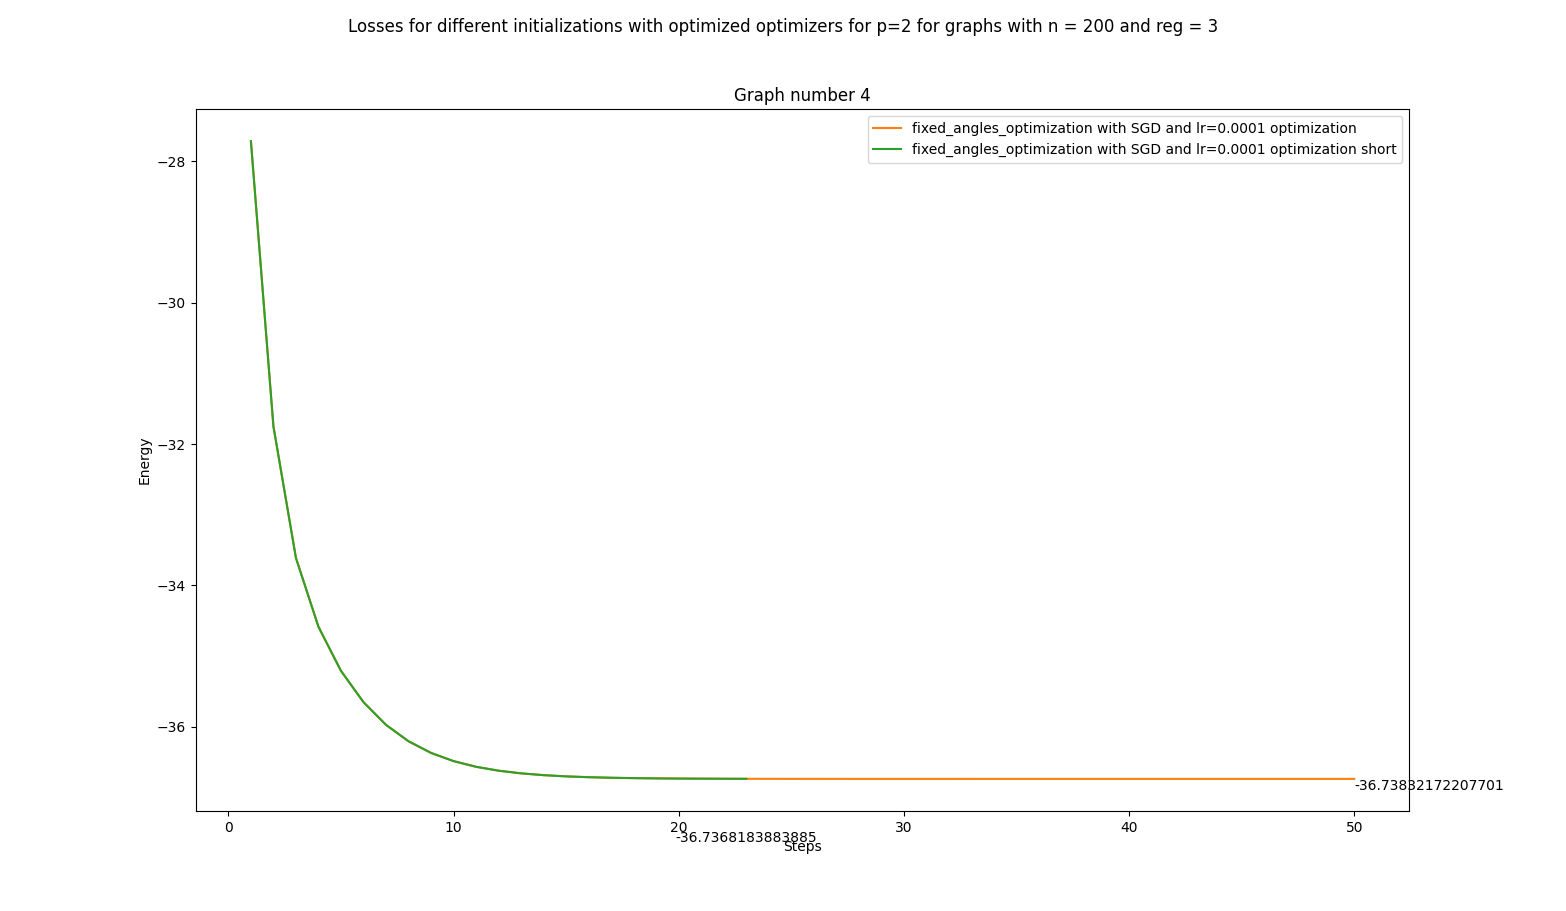 Losses for different initializations with optimized optimizers for p=2 for graphs with n = 200 and reg = 3
Graph number 4
fixed_angles_optimization with SGD and lr=0.0001 optimization
fixed_angles_optimization with SGD and lr=0.0001 optimization short
−28
−30
−32
−34
−36
Energy
-36.73832172207701
0
10
20
30
40
50
-36.7368183883885
Steps